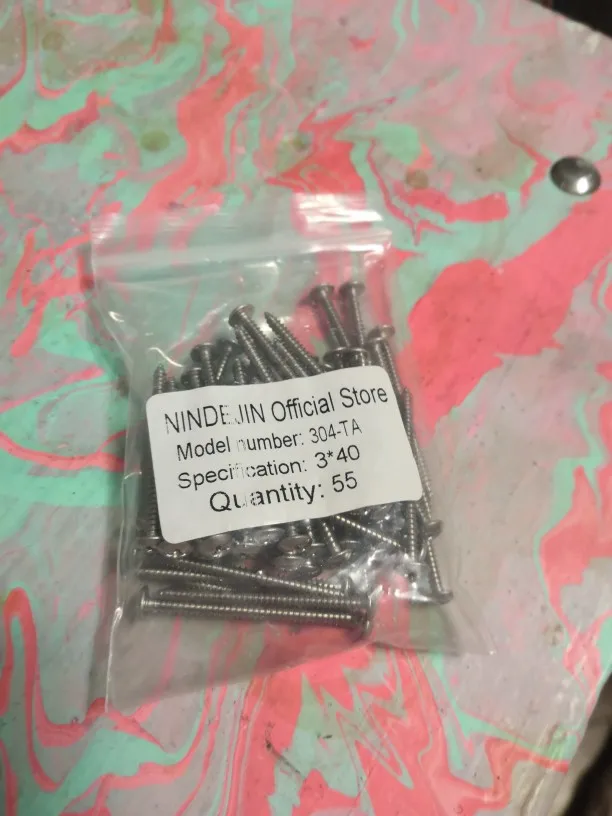 NINDEJIN Official Store
Model number: 304-TA
Specification: 3*40
Quantity: 55